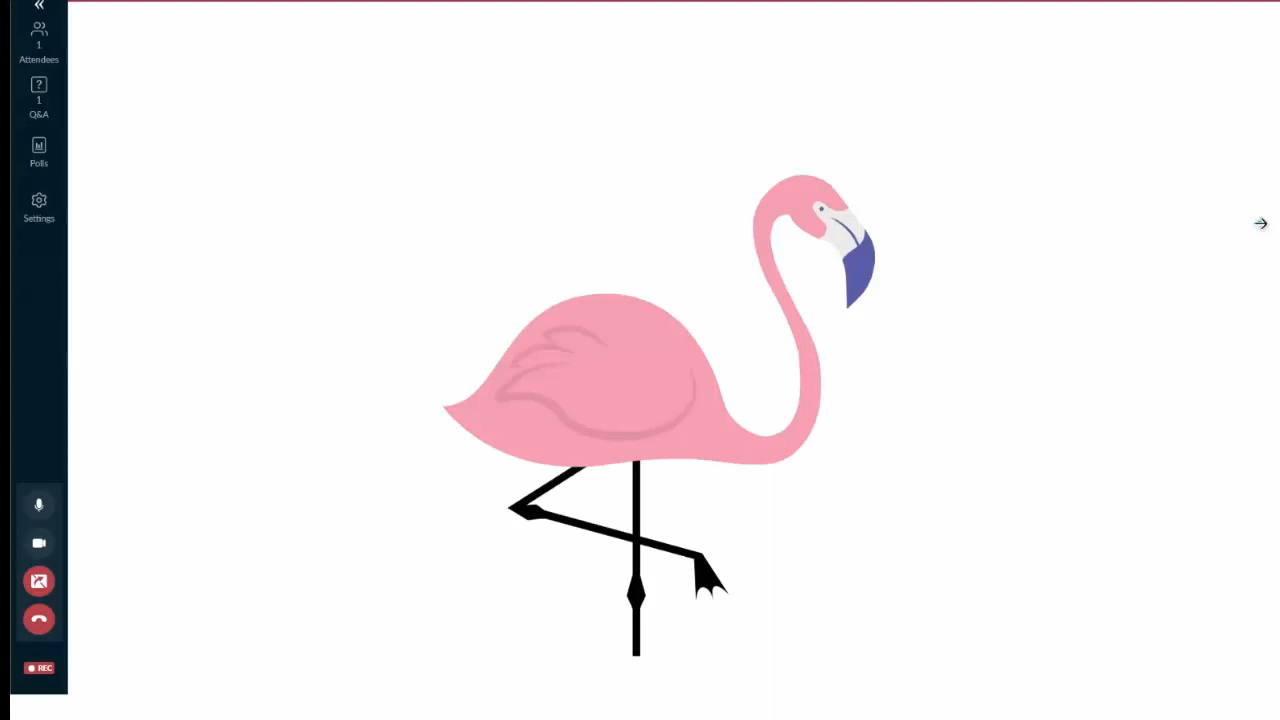 1
Attendees
?
1
Q&A
Polls
Settings
REC